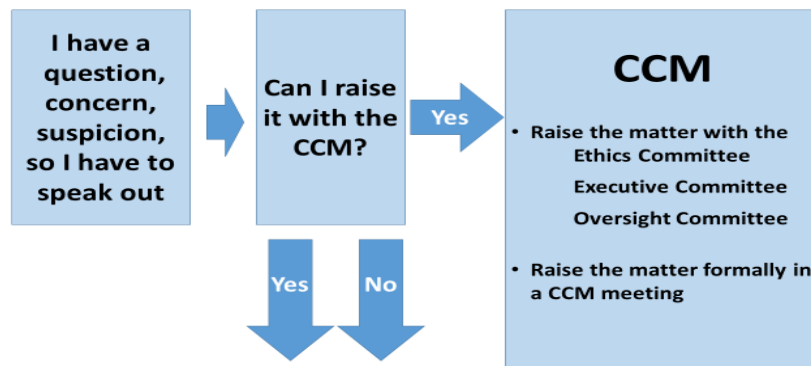 I have a
question,
concern,
suspicion,
so I have to
speak out
Can I raise
it with the
CCM?
Yes
Yes
No
CCM
• Raise the matter with the
Ethics Committee
Executive Committee
Oversight Committee
• Raise the matter formally in
a CCM meeting